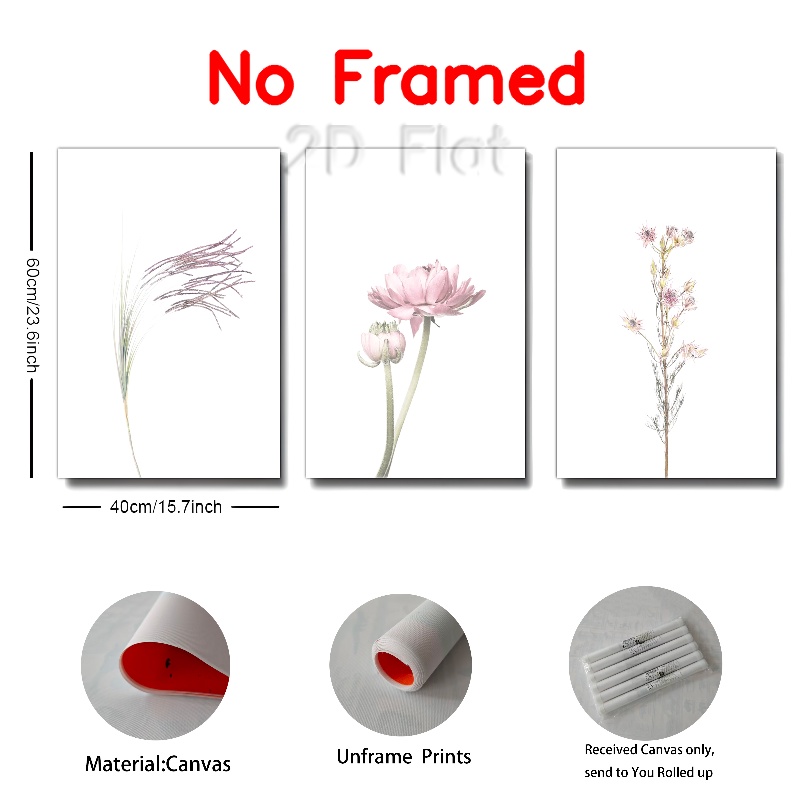 No Framed
2D Flat
60cm/23.6inch
40cm/15.7inch
Material:Canvas
Unframe Prints
Received Canvas only,
send to You Rolled up